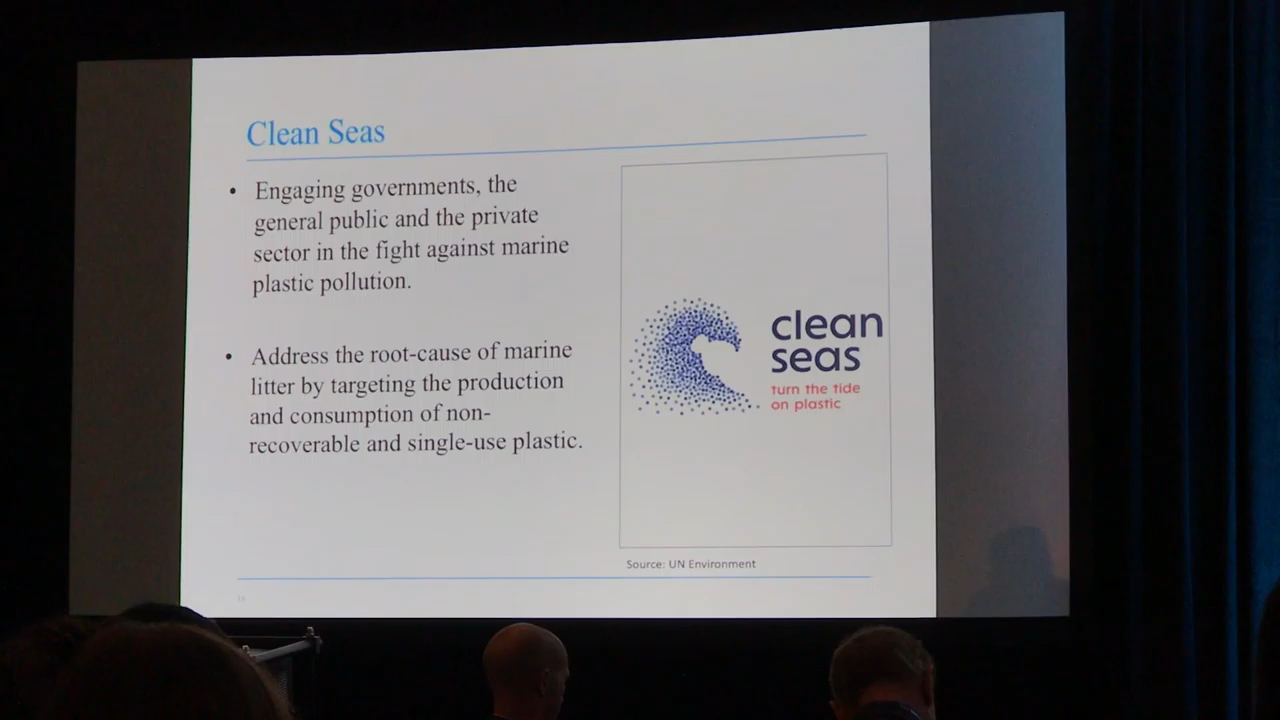 Clean Seas
• Engaging governments, the
general public and the private
sector in the fight against marine
plastic pollution.
• Address the root-cause of marine
litter by targeting the production
and consumption of non-
recoverable and single-use plastic.
clean
seas
turn the tide
on plastic
Source: UN Environment